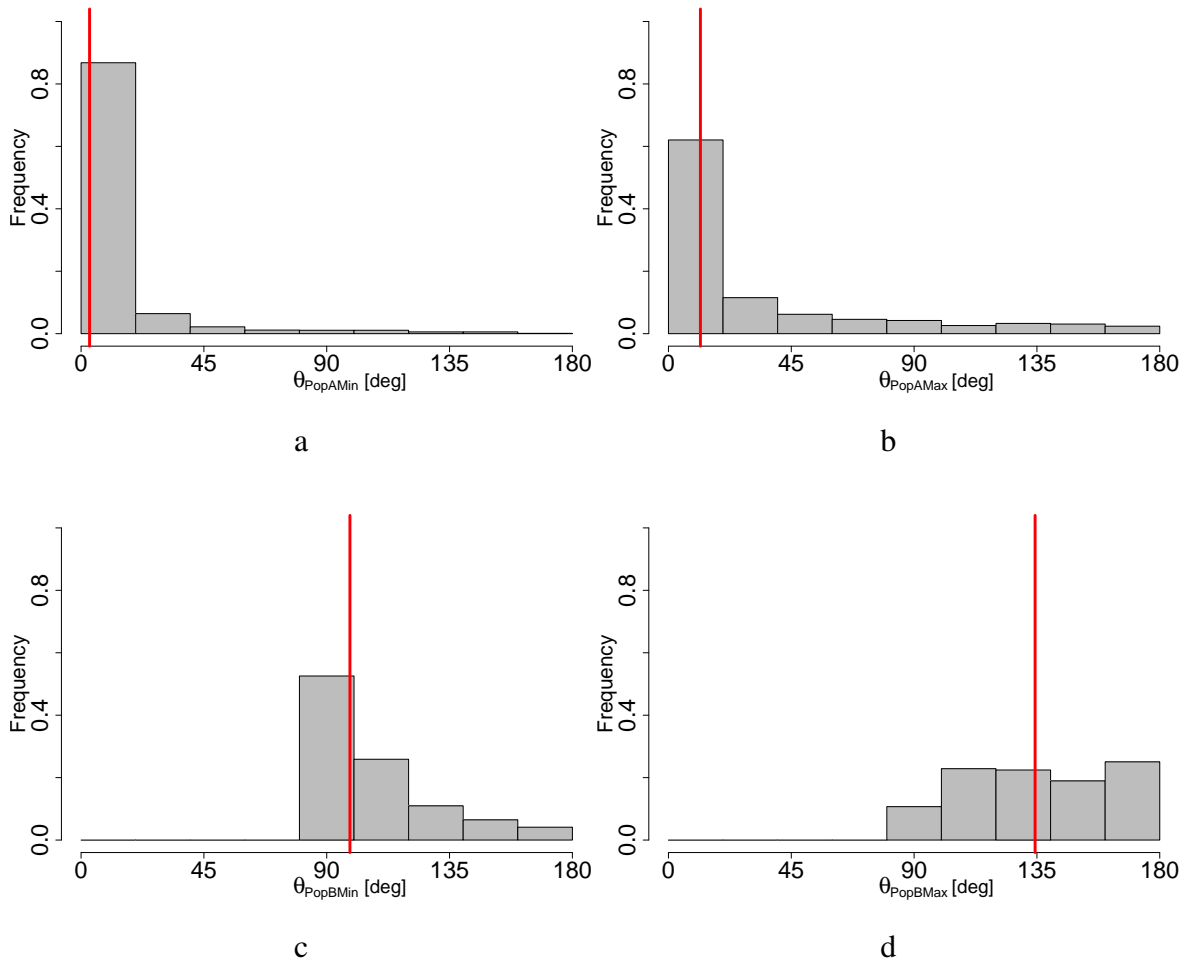 Frequency
0.0 0.4 0.8
0 45 90 135 180
θPopAMin [deg]
a
Frequency
0.0 0.4 0.8
0 45 90 135 180
θPopAMax [deg]
b
Frequency
0.0 0.4 0.8
0 45 90 135 180
θPopBMin [deg]
c
Frequency
0.0 0.4 0.8
0 45 90 135 180
θPopBMax [deg]
d